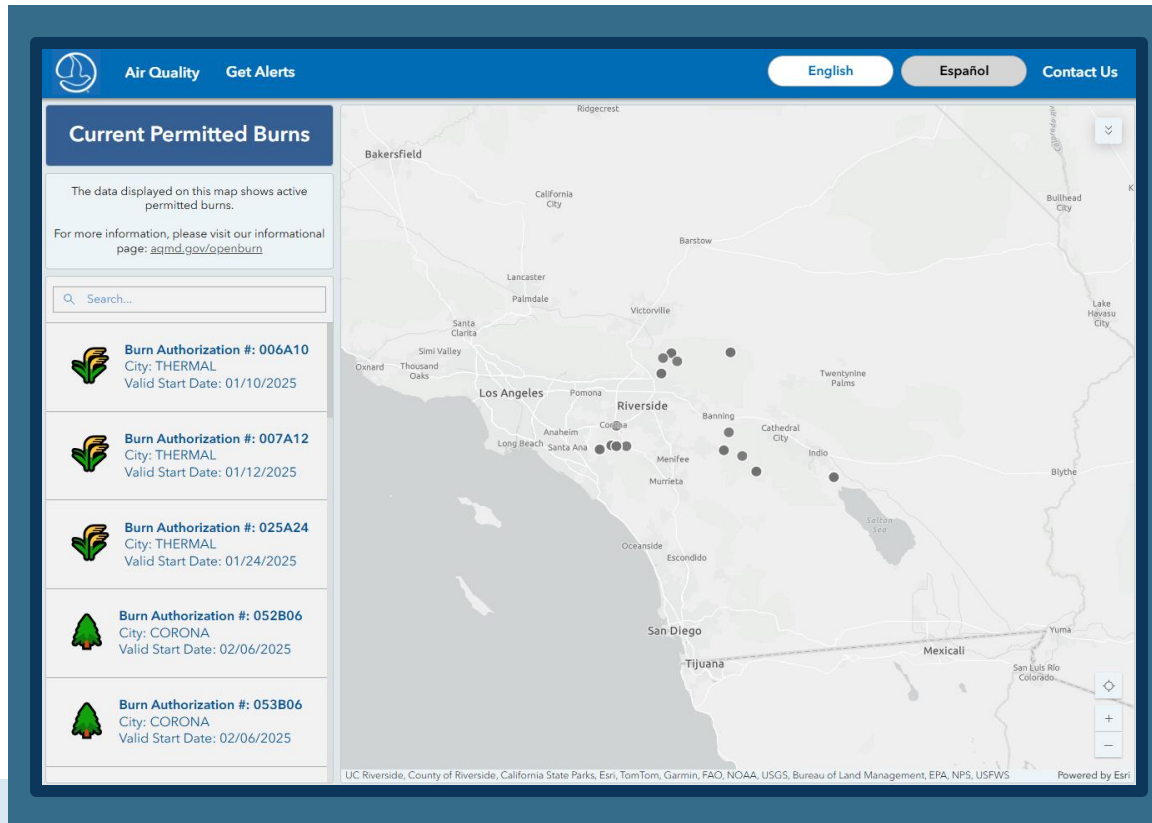 Air Quality
Get Alerts
English
Español
Contact Us
Current Permitted Burns
The data displayed on this map shows active
permitted burns.
For more information, please visit our informational
page: aqmd.gov/openburn
Search...
Burn Authorization #: 006A10
City: THERMAL
Valid Start Date: 01/10/2025
Burn Authorization #: 007A12
City: THERMAL
Valid Start Date: 01/12/2025
Burn Authorization #: 025A24
City: THERMAL
Valid Start Date: 01/24/2025
Burn Authorization #: 052B06
City: CORONA
Valid Start Date: 02/06/2025
Burn Authorization #: 053B06
City: CORONA
Valid Start Date: 02/06/2025
Ridgecrest
Bakersfield
California
City
Bullhead
City
K
Barstow
Lancaster
Palmdale
Victorville
Lake
Havasu
City
Santa
Clarita
Simi Valley
Oxnard
Thousand
Oaks
Twentynine
Palms
Los Angeles
Pomona
Riverside
Banning
Corona
Anaheim
Cathedral
City
Long Beach
Santa Ana
Menifee
Indio
Murrieta
Blythe
Salton
Sea
Oceanside
Escondido
San Diego
Yuma
Mexicali
Tijuana
San Luis Río
Colorado
UC Riverside, County of Riverside, California State Parks, Esri, TomTom, Garmin, FAO, NOAA, USGS, Bureau of Land Management, EPA, NPS, USFWS
Powered by Esri